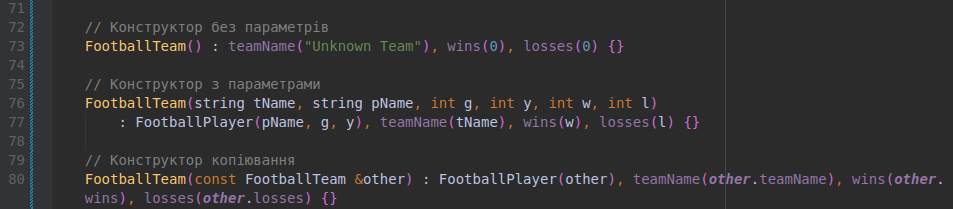 71
72 // Конструктор без параметрів
73 FootballTeam() : teamName("Unknown Team"), wins(0), losses(0) {}
74
75 // Конструктор з параметрами
76 FootballTeam(string tName, string pName, int g, int y, int w, int l)
77 : FootballPlayer(pName, g, y), teamName(tName), wins(w), losses(l) {}
78
79 // Конструктор копіювання
80 FootballTeam(const FootballTeam &other) : FootballPlayer(other), teamName(other.teamName), wins(other.
wins), losses(other.losses) {}